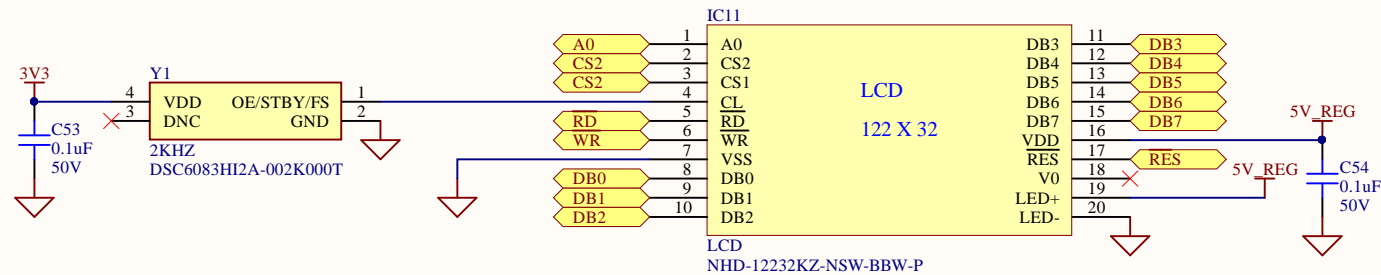 IC11
1 A0 A0
2 CS2 CS2
3 CS2 CS1
4 CL
5 RD RD
6 WR WR
7 VSS
8 DB0 DB0
9 DB1 DB1
10 DB2 DB2
LCD
122 X 32
DB3 11 DB3
DB4 12 DB4
DB5 13 DB5
DB6 14 DB6
DB7 15 DB7
VDD 16
RES 17 RES
V0 18
LED+ 19
LED- 20
LCD
NHD-12232KZ-NSW-BBW-P
3V3
Y1
4 VDD OE/STBY/FS 1
3 DNC GND 2
2KHZ
DSC6083HI2A-002K000T
C53
0.1uF
50V
5V_REG
5V_REG
C54
0.1uF
50V